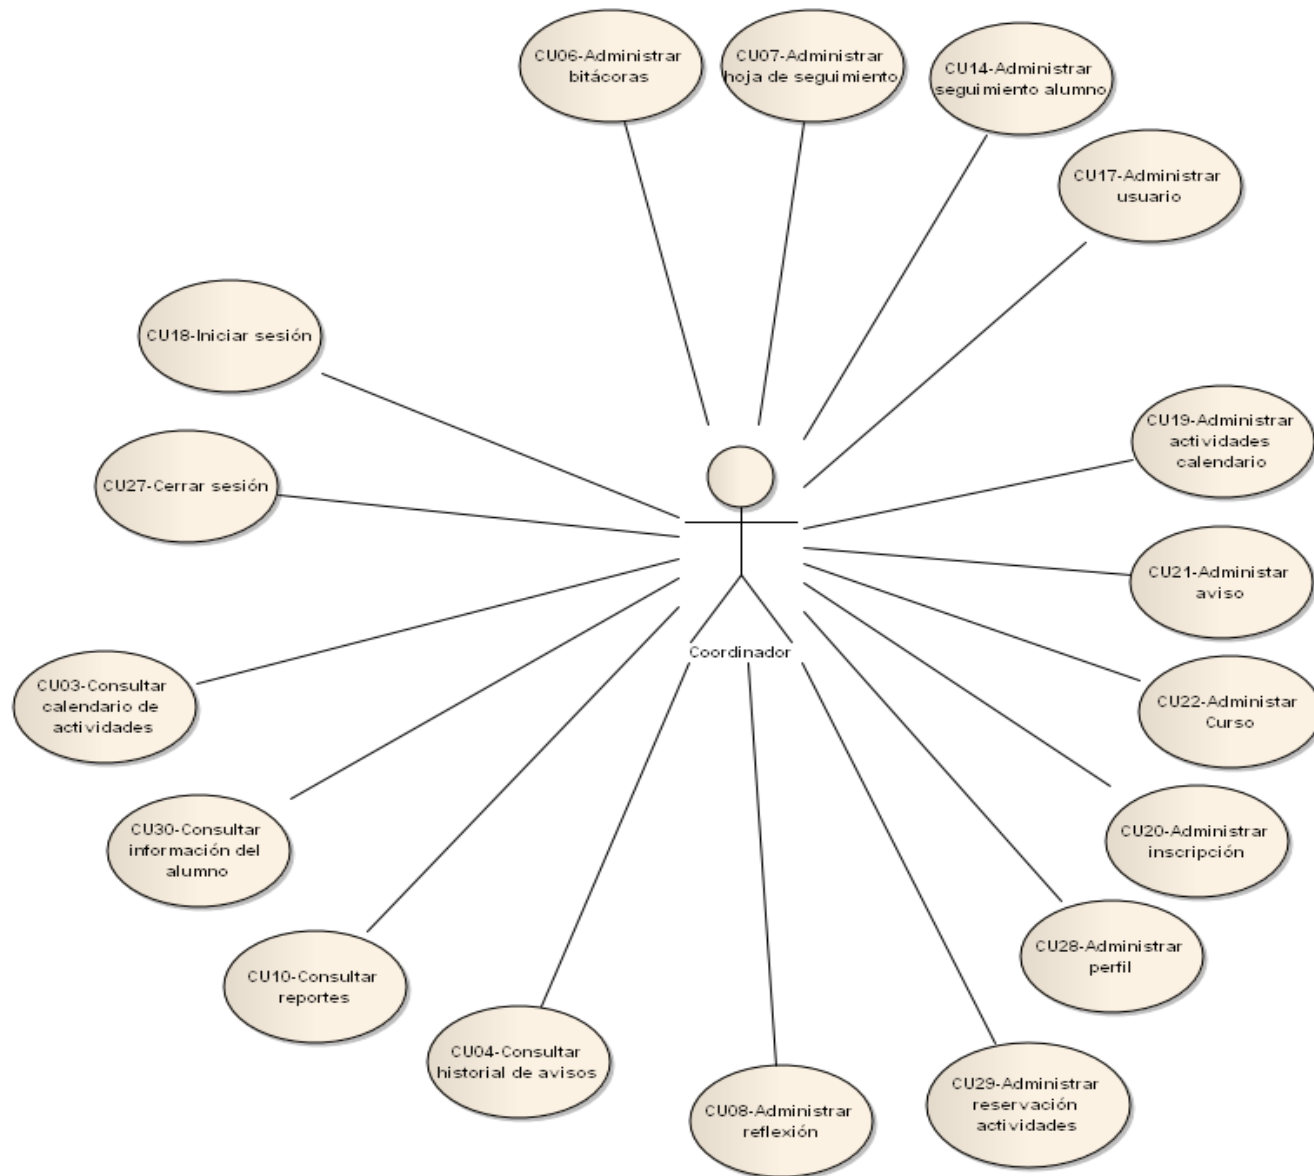 CU06-Administrar
bitácoras
CU07-Administrar
hoja de seguimiento
CU14-Administrar
seguimiento alumno
CU17-Administrar
usuario
CU18-Iniciar sesión
CU19-Administrar
actividades
calendario
CU27-Cerrar sesión
CU21-Administar
aviso
Coordinador
CU03-Consultar
calendario de
actividades
CU22-Administar
Curso
CU30-Consultar
información del
alumno
CU20-Administrar
inscripción
CU10-Consultar
reportes
CU28-Administrar
perfil
CU04-Consultar
historial de avisos
CU08-Administrar
reflexión
CU29-Administrar
reservación
actividades